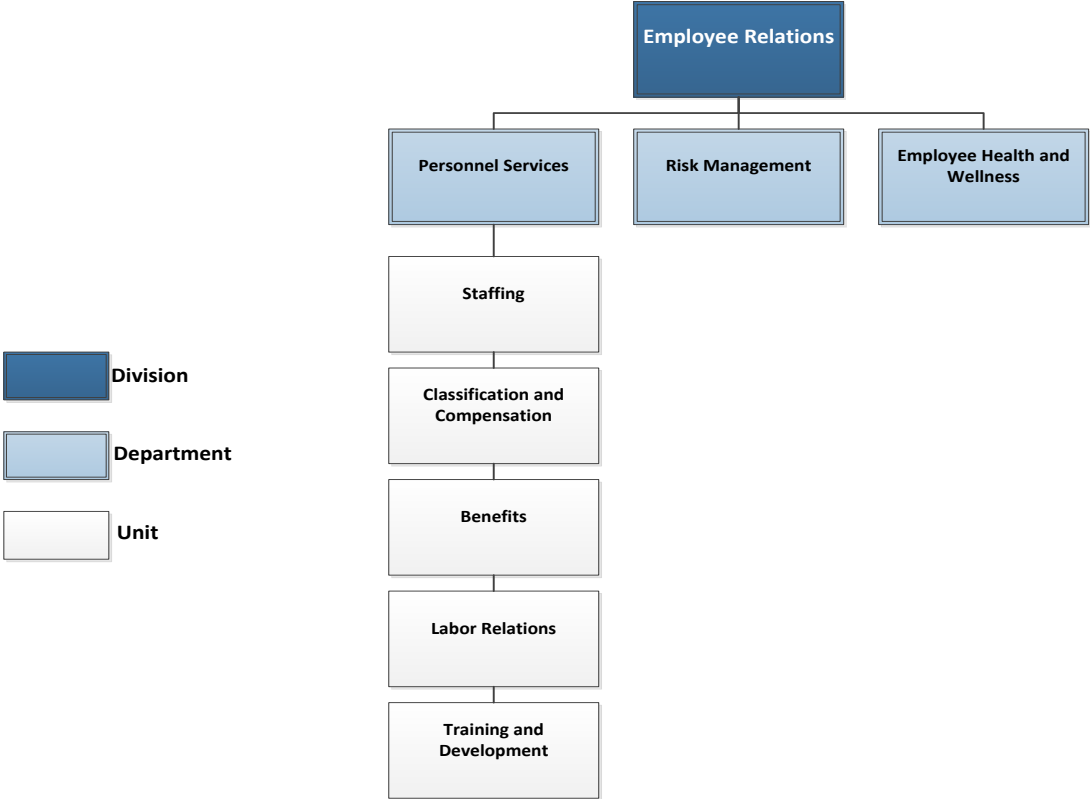 Employee Relations
Personnel Services
Risk Management
Employee Health and
Wellness
Staffing
Classification and
Compensation
Benefits
Labor Relations
Training and
Development
Division
Department
Unit